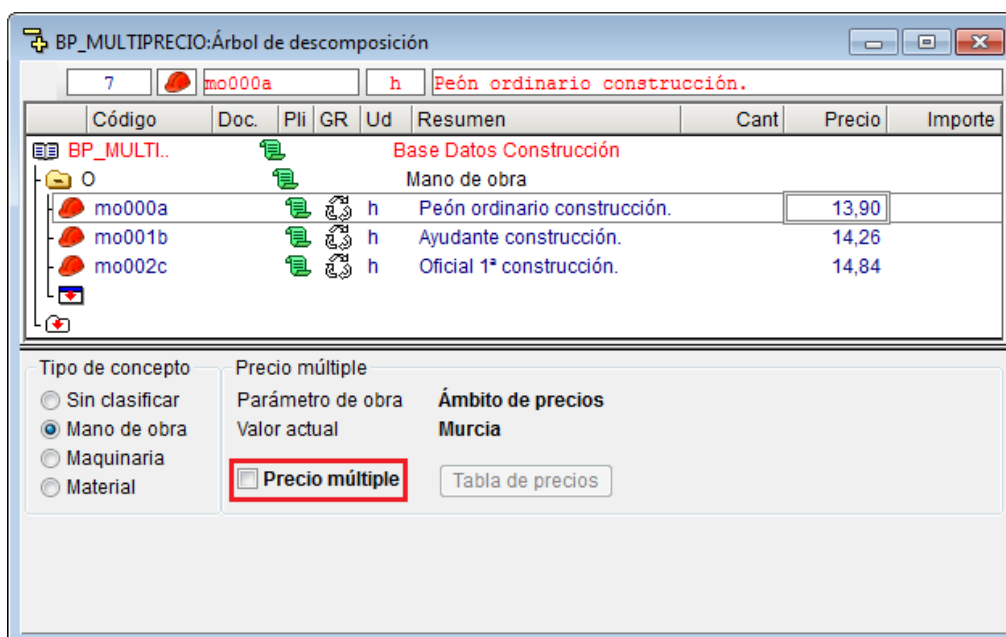 BP_MULTIPRECIO:Árbol de descomposición
7 mo000a h Peón ordinario construcción.
Código Doc. Pli GR Ud Resumen Cant Precio Importe
BP_MULTI.. Base Datos Construcción
O Mano de obra
mo000a h Peón ordinario construcción. 13,90
mo001b h Ayudante construcción. 14,26
mo002c h Oficial 1ª construcción. 14,84
Tipo de concepto Precio múltiple
Sin clasificar Parámetro de obra Ámbito de precios
Mano de obra Valor actual Murcia
Maquinaria
Precio múltiple Tabla de precios
Material